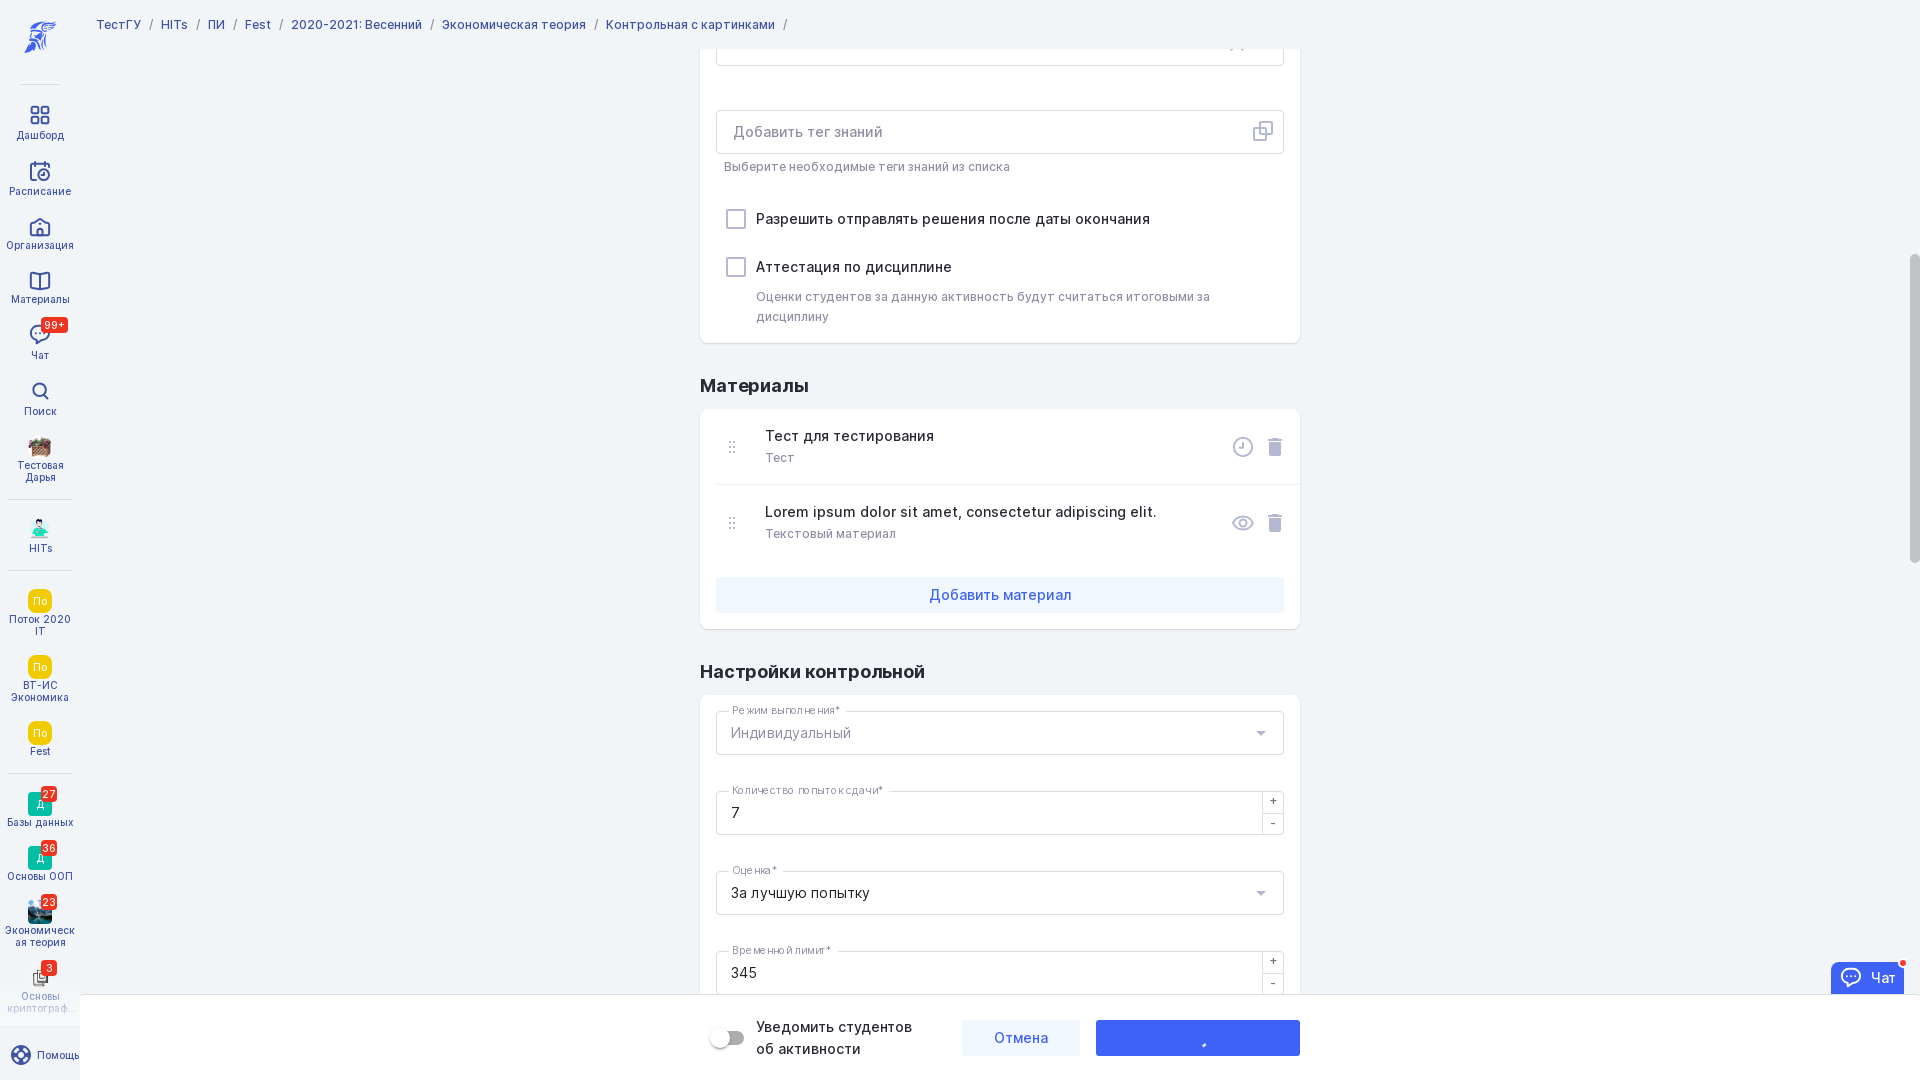 ТестГУ / HITs / ПИ / Fest / 2020-2021: Весенний / Экономическая теория / Контрольная с картинками /
Дашборд
Расписание
Организация
Материалы
99+
Чат
Поиск
Тестовая
Дарья
HITs
По
Поток 2020
IT
По
ВТ-ИС
Экономика
По
Fest
27
Д
Базы данных
36
Д
Основы ООП
23
Экономическ
ая теория
3
Основы
криптограф...
Помощь
Добавить тег знаний
Выберите необходимые теги знаний из списка
Разрешить отправлять решения после даты окончания
Аттестация по дисциплине
Оценки студентов за данную активность будут считаться итоговыми за
дисциплину
Материалы
Тест для тестирования
Тест
Lorem ipsum dolor sit amet, consectetur adipiscing elit.
Текстовый материал
Добавить материал
Настройки контрольной
Режим выполнения*
Индивидуальный
Количество попыток сдачи*
7
+
-
Оценка*
За лучшую попытку
Временной лимит*
345
+
-
Чат
Уведомить студентов
об активности
Отмена